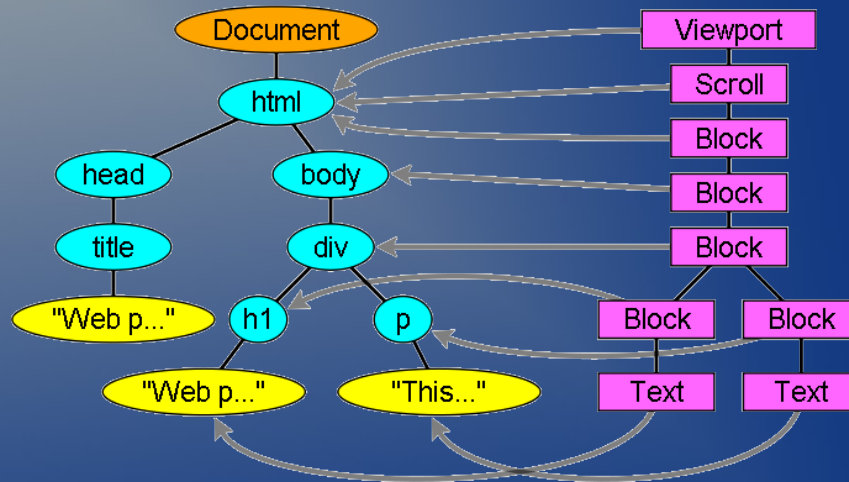 Document
Viewport
html
Scroll
Block
head
body
Block
title
div
Block
"Web p..."
h1
p
Block
Block
"Web p..."
"This..."
Text
Text